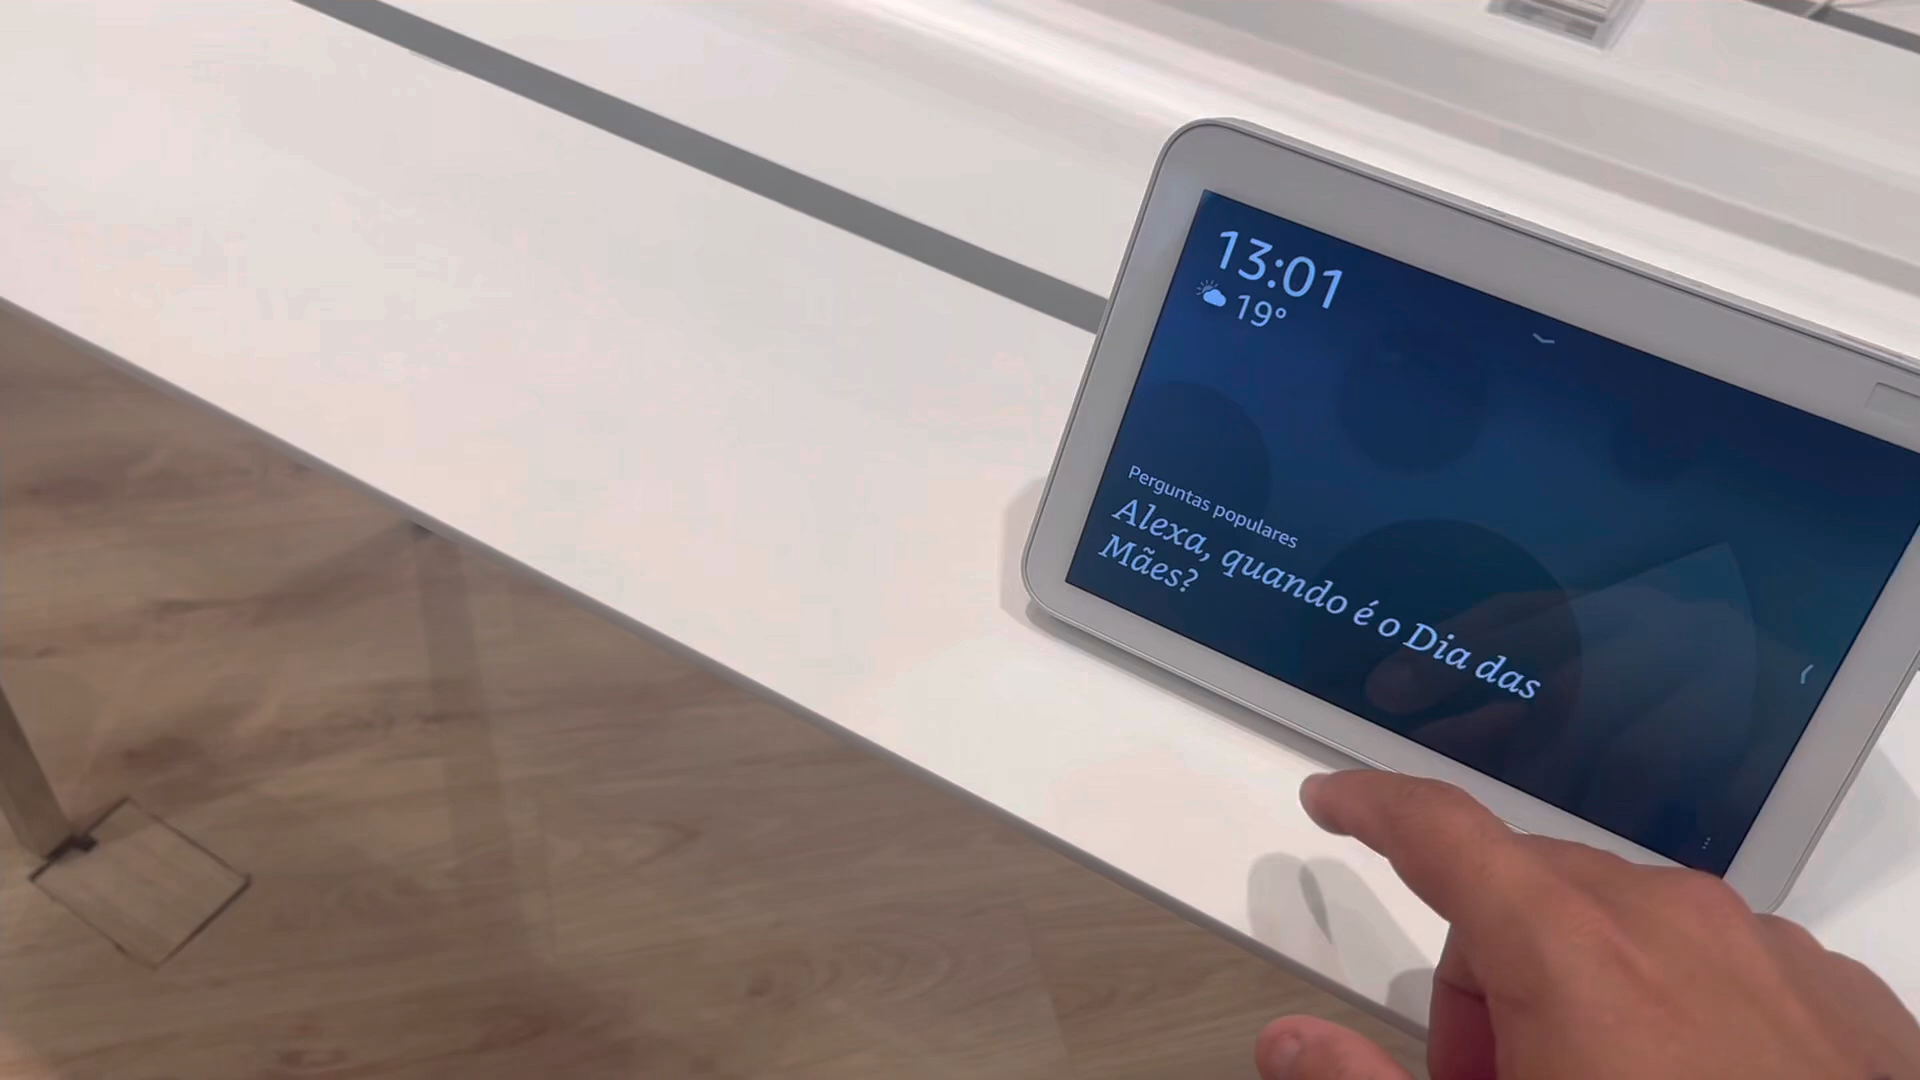 13:01
19°
Perguntas populares
Alexa, quando é o Dia das
Mães?